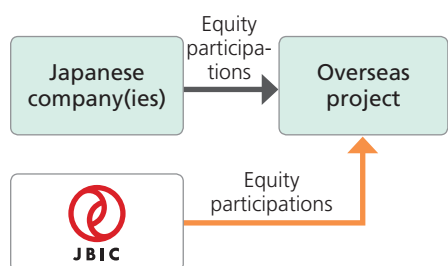 Equity
participa-
tions
Japanese
company(ies)
Overseas
project
Equity
participations
JBIC